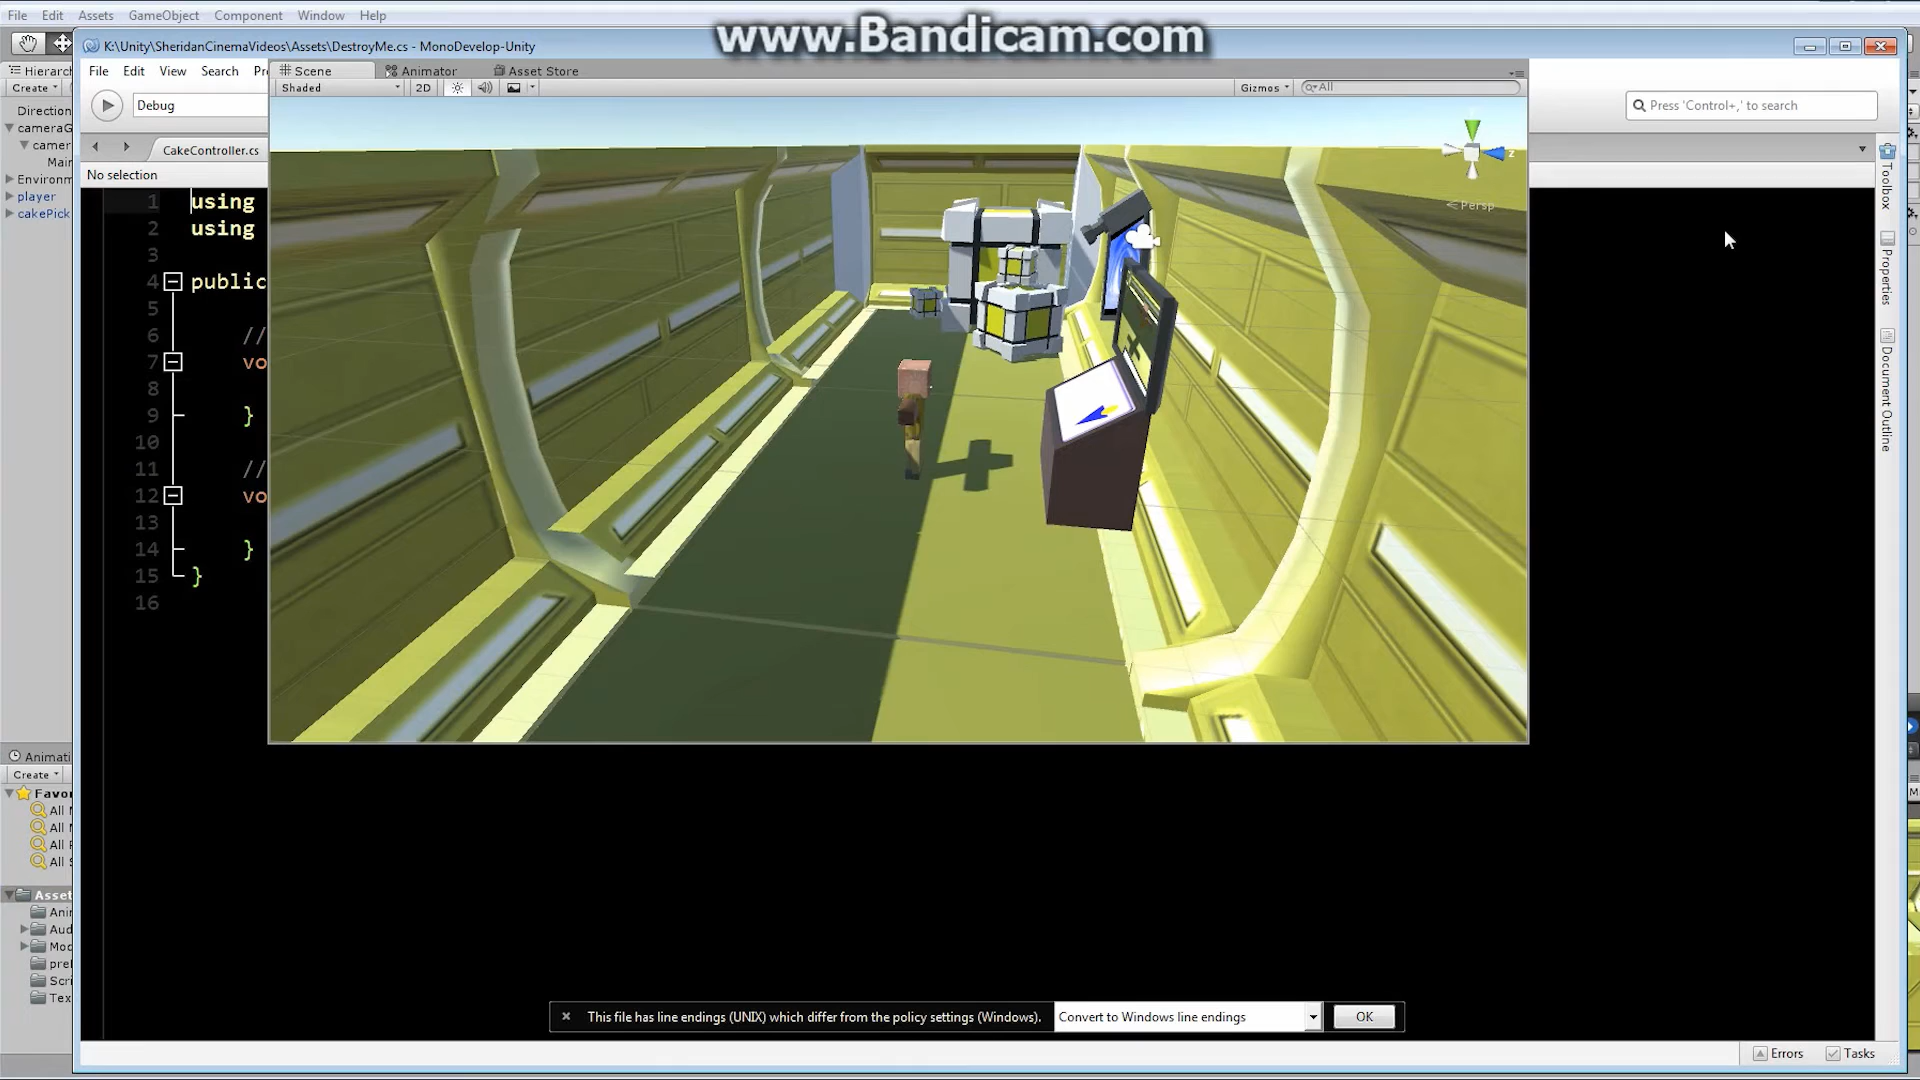 File Edit Assets GameObject Component Window Help
www.Bandicam.com
K:\Unity\SheridanCinemaVideos\Assets\DestroyMe.cs - MonoDevelop-Unity
Hierarch
File Edit View Search Pr
Scene Animator Asset Store
Create
Shaded 2D Gizmos All
Debug
Press 'Control+,' to search
Direction
cameraG
camer
Main
Environm
player
cakePick
CakeController.cs
No selection
Toolbox
Properties
Document Outline
Persp
z
1 using
2 using
3
4 public
5
6 //
7 vo
8
9 }
10
11 //
12 vo
13
14 }
15 }
16
Animati
Create
Favor
All M
All M
All P
All S
Asset
Anir
Aud
Mod
pref
Scri
Tex
This file has line endings (UNIX) which differ from the policy settings (Windows). Convert to Windows line endings OK
Errors Tasks